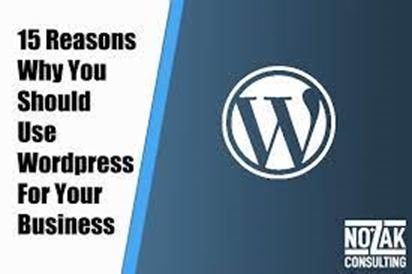 15 Reasons
Why You
Should
Use
Wordpress
For Your
Business
W
NOZAK
CONSULTING